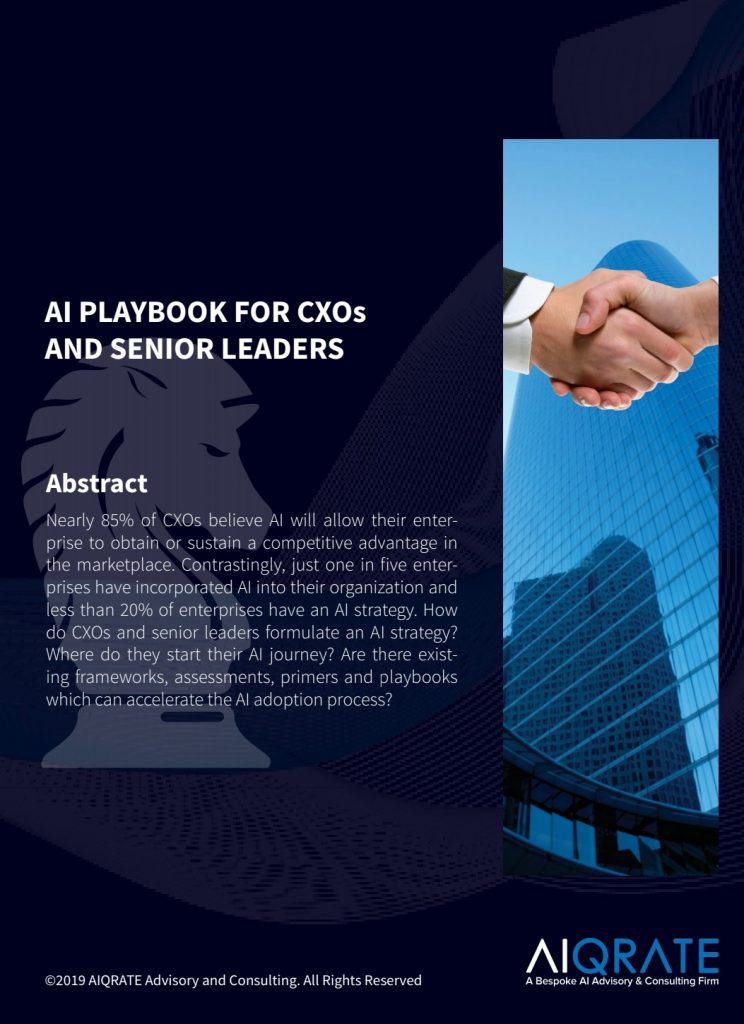 AI PLAYBOOK FOR CXOs
AND SENIOR LEADERS
Abstract
Nearly 85% of CXOs believe AI will allow their enter-
prise to obtain or sustain a competitive advantage in
the marketplace. Contrastingly, just one in five enter-
prises have incorporated AI into their organization and
less than 20% of enterprises have an AI strategy. How
do CXOs and senior leaders formulate an AI strategy?
Where do they start their AI journey? Are there exist-
ing frameworks, assessments, primers and playbooks
which can accelerate the AI adoption process?
©2019 AIQRATE Advisory and Consulting. All Rights Reserved
AIQRATE
A Bespoke AI Advisory & Consulting Firm